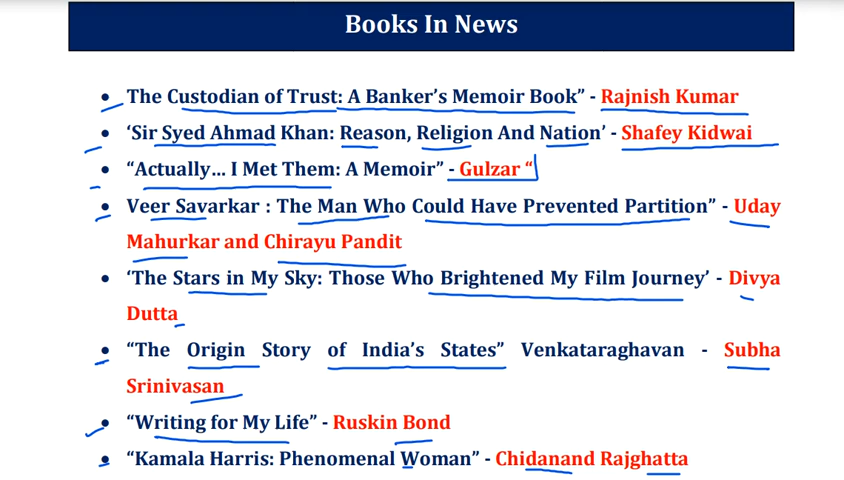 Books In News
• The Custodian of Trust: A Banker's Memoir Book” - Rajnish Kumar
• ‘Sir Syed Ahmad Khan: Reason, Religion And Nation’ - Shafey Kidwai
• “Actually... I Met Them: A Memoir” - Gulzar “
• Veer Savarkar : The Man Who Could Have Prevented Partition” - Uday
Mahurkar and Chirayu Pandit
• ‘The Stars in My Sky: Those Who Brightened My Film Journey’ - Divya
Dutta
• “The Origin Story of India's States” Venkataraghavan - Subha
Srinivasan
• “Writing for My Life” - Ruskin Bond
• “Kamala Harris: Phenomenal Woman” - Chidanand Rajghatta